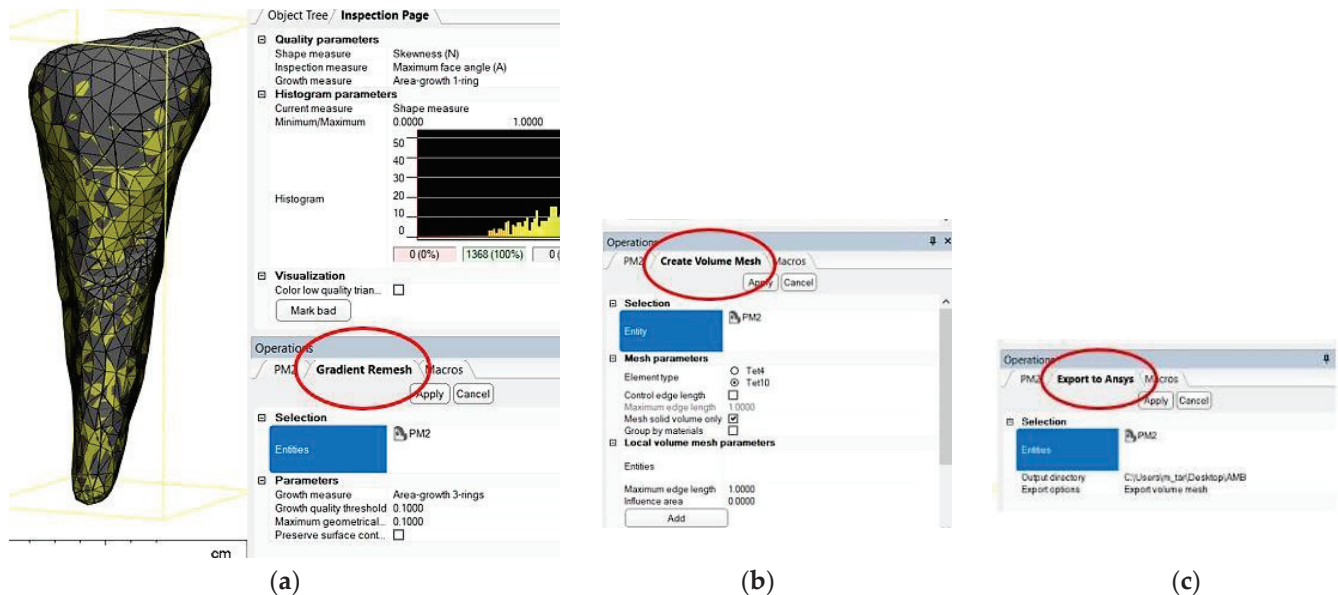 Object Tree Inspection Page
Quality parameters
Shape measure Skewness (N)
Inspection measure Maximum face angle (A)
Growth measure Area-growth 1-ring
Histogram parameters
Current measure Shape measure
Minimum/Maximum 0.0000 1.0000
50
40
30
Histogram 20
10
0
0 (0%) 1368 (100%) 0 (
Visualization
Color low quality trian...
Mark bad
Operations
PM2 Gradient Remesh Macros
Apply Cancel
Selection
PM2
Entities
Parameters
Growth measure Area-growth 3-rings
Growth quality threshold 0.1000
Maximum geometrical... 0.1000
Preserve surface cont...
cm
(a)
Operations
PM2 Create Volume Mesh Macros
Apply Cancel
Selection
PM2
Entity
Mesh parameters
Element type Tet4
Tet10
Control edge length
Maximum edge length 1.0000
Mesh solid volume only
Group by materials
Local volume mesh parameters
Entities
Maximum edge length 1.0000
Influence area 0.0000
Add
(b)
Operations
PM2 Export to Ansys Macros
Apply Cancel
Selection
PM2
Entities
Output directory C:\Users\m_tar\Desktop\AMB
Export options Export volume mesh
(c)